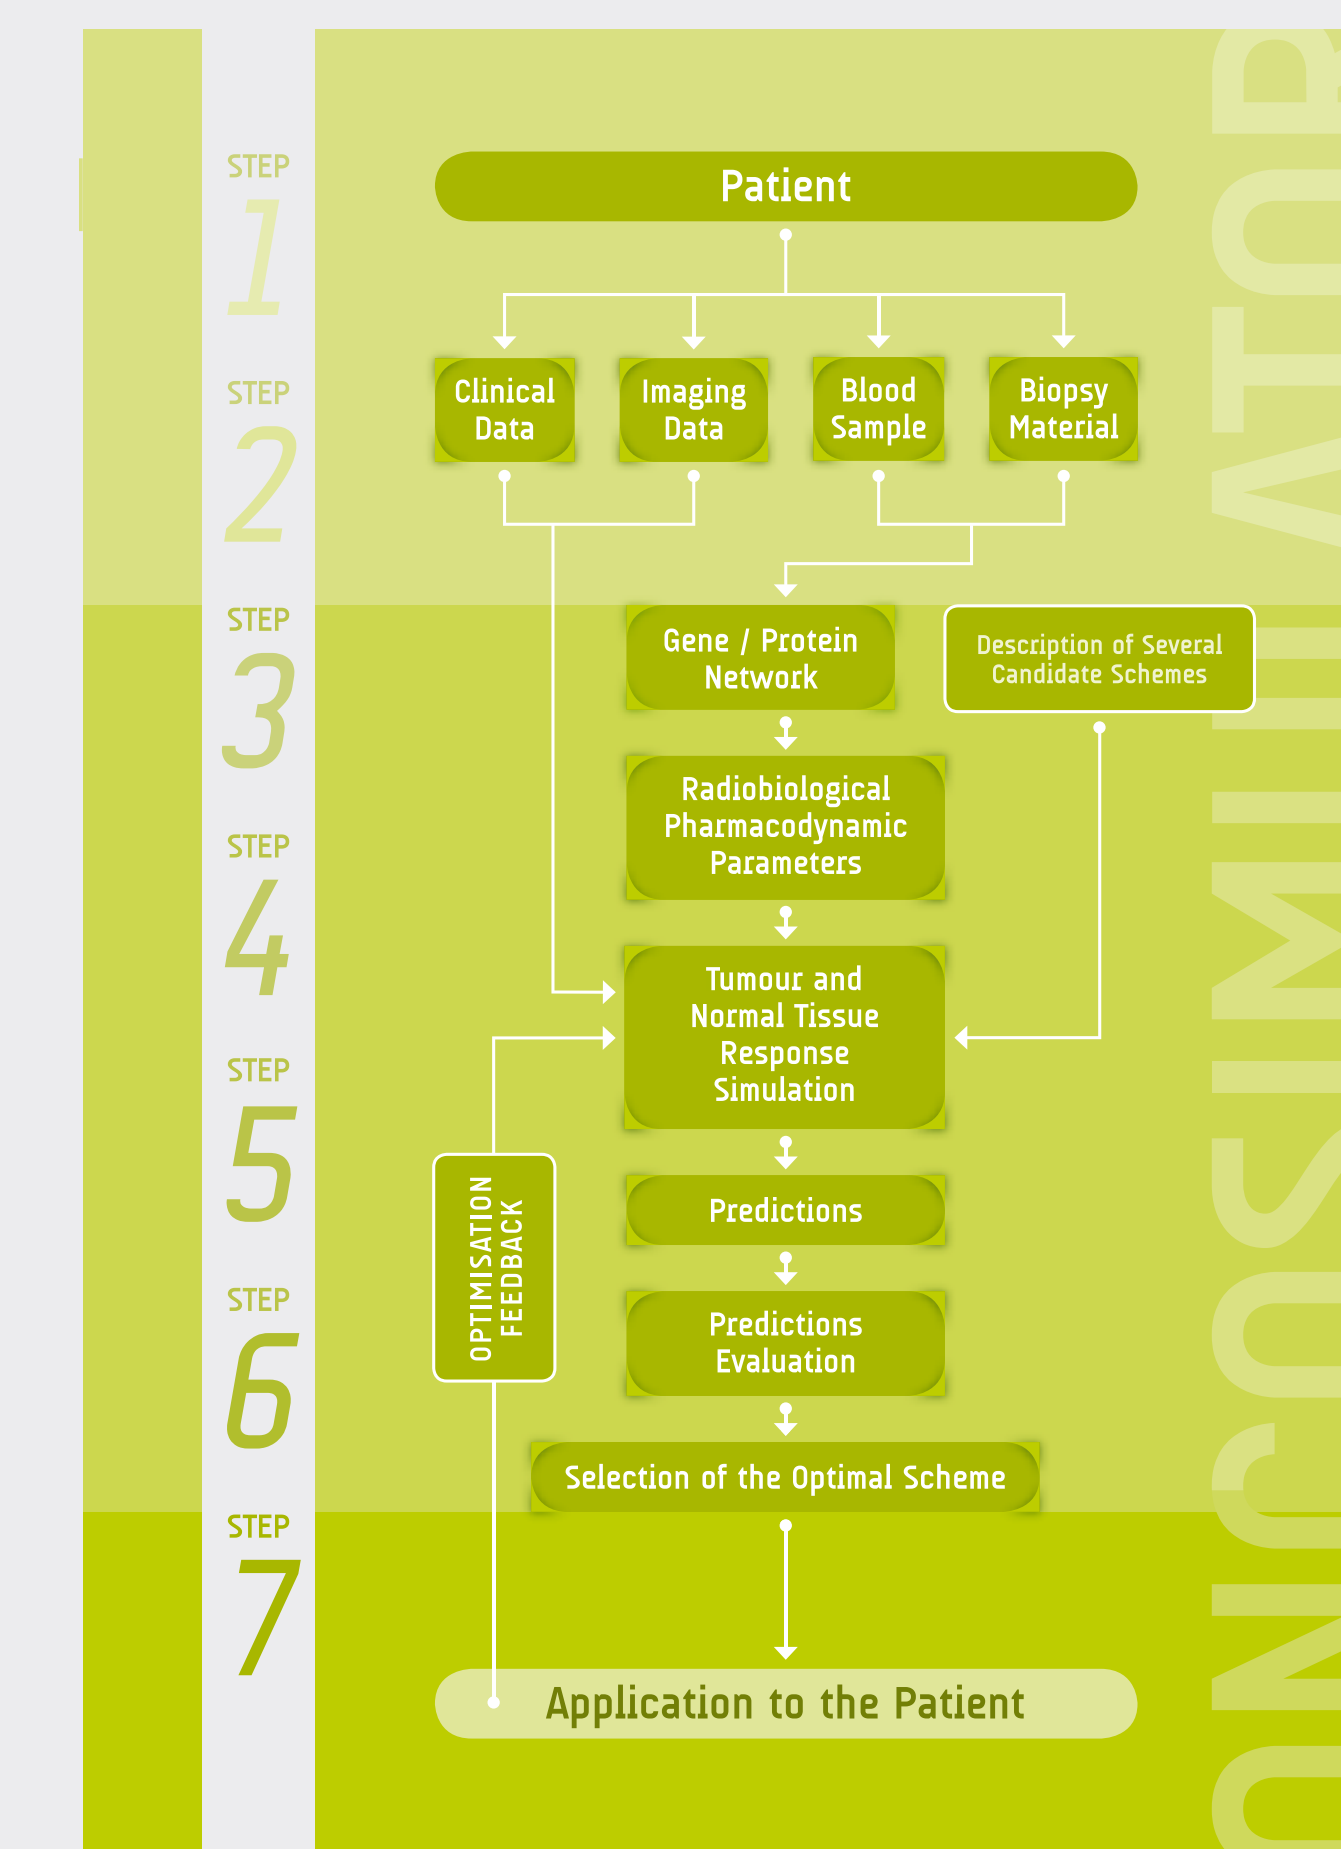 STEP
1
STEP
2
STEP
3
STEP
4
STEP
5
STEP
6
STEP
7
Patient
Clinical
Data
Imaging
Data
Blood
Sample
Biopsy
Material
Gene / Protein
Network
Description of Several
Candidate Schemes
Radiobiological
Pharmacodynamic
Parameters
Tumour and
Normal Tissue
Response
Simulation
OPTIMISATION
FEEDBACK
Predictions
Predictions
Evaluation
Selection of the Optimal Scheme
Application to the Patient
ONCOSIMULATOR